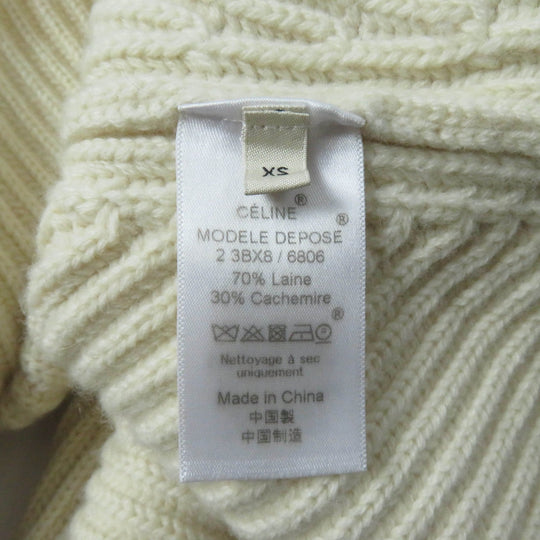 XS
CÉLINE®
MODELE DEPOSE®
2 3BX8 / 6806
70% Laine
30% Cachemire
®
Nettoyage à sec
uniquement
Made in China
中国製
中国制造